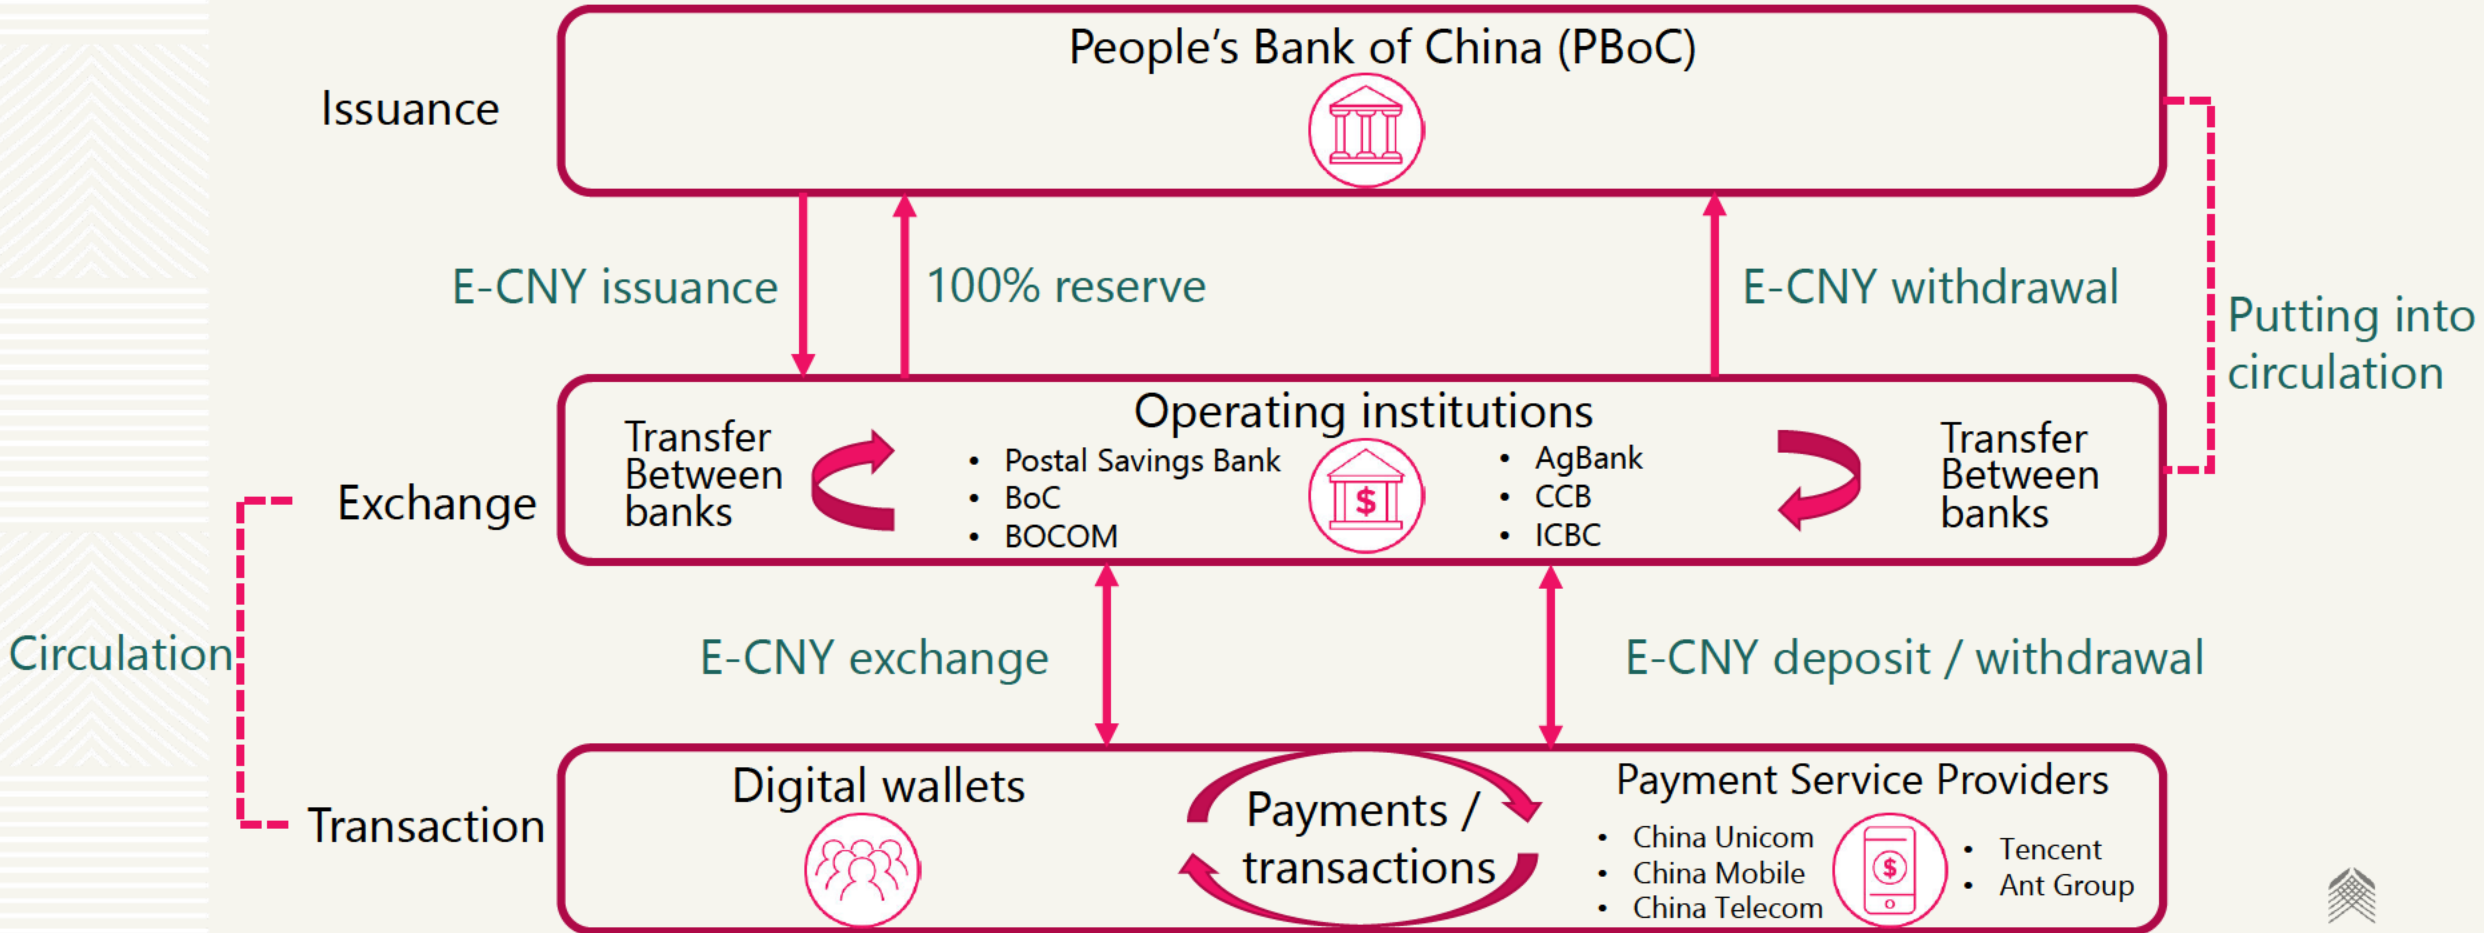 People's Bank of China (PBoC)
Issuance
E-CNY issuance
100% reserve
E-CNY withdrawal
Putting into
circulation
Operating institutions
Transfer
Between
banks
• Postal Savings Bank
• BoC
• BOCOM
$
• AgBank
• CCB
• ICBC
Transfer
Between
banks
Exchange
Circulation
E-CNY exchange
E-CNY deposit / withdrawal
Transaction
Digital wallets
Payments /
transactions
Payment Service Providers
• China Unicom
• China Mobile
• China Telecom
$
• Tencent
• Ant Group